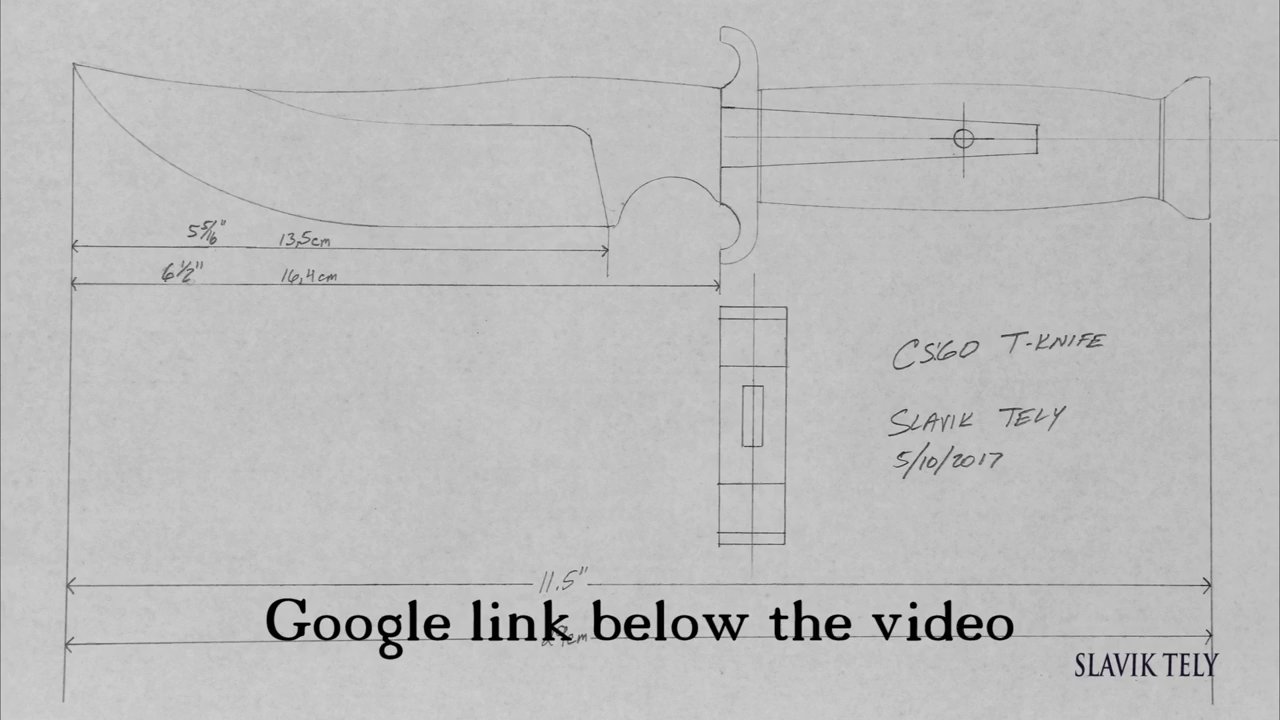 5 5/16" 13,5cm
6 1/2" 16,4cm
CS:GO T-KNIFE
SLAVIK TELY
5/10/2017
11.5"
Google link below the video
SLAVIK TELY